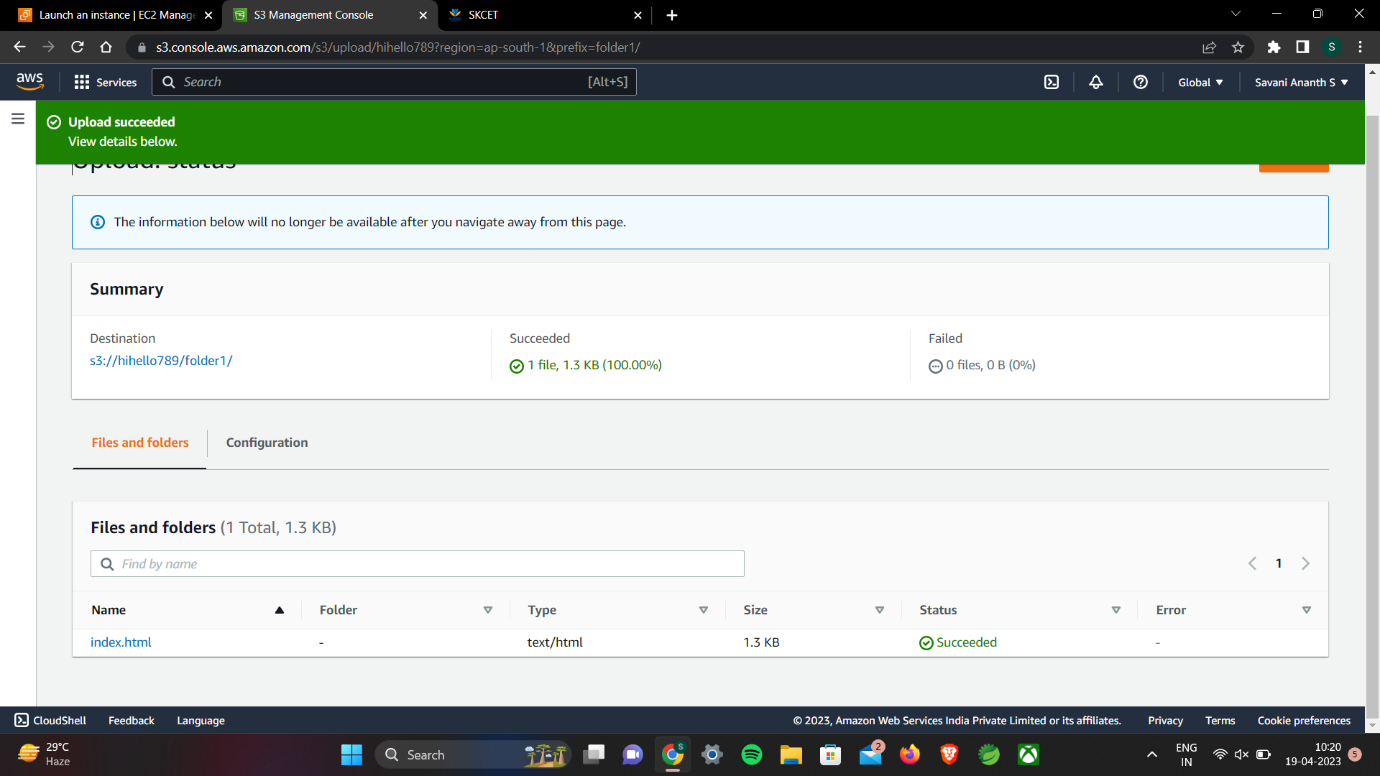 Launch an instance | EC2 Manage
S3 Management Console
SKCET
s3.console.aws.amazon.com/s3/upload/hihello789?region=ap-south-1&prefix=folder1/
S
aws
Services
Search
[Alt+S]
Global
Savani Ananth S
Upload succeeded
View details below.
Upload: status
The information below will no longer be available after you navigate away from this page.
Summary
Destination
s3://hihello789/folder1/
Succeeded
1 file, 1.3 KB (100.00%)
Failed
0 files, 0 B (0%)
Files and folders
Configuration
Files and folders (1 Total, 1.3 KB)
Find by name
1
Name Folder Type Size Status Error
index.html - text/html 1.3 KB Succeeded -
CloudShell Feedback Language
© 2023, Amazon Web Services India Private Limited or its affiliates. Privacy Terms Cookie preferences
29°C
Haze
Search
S
2
ENG
IN
10:20
19-04-2023
5